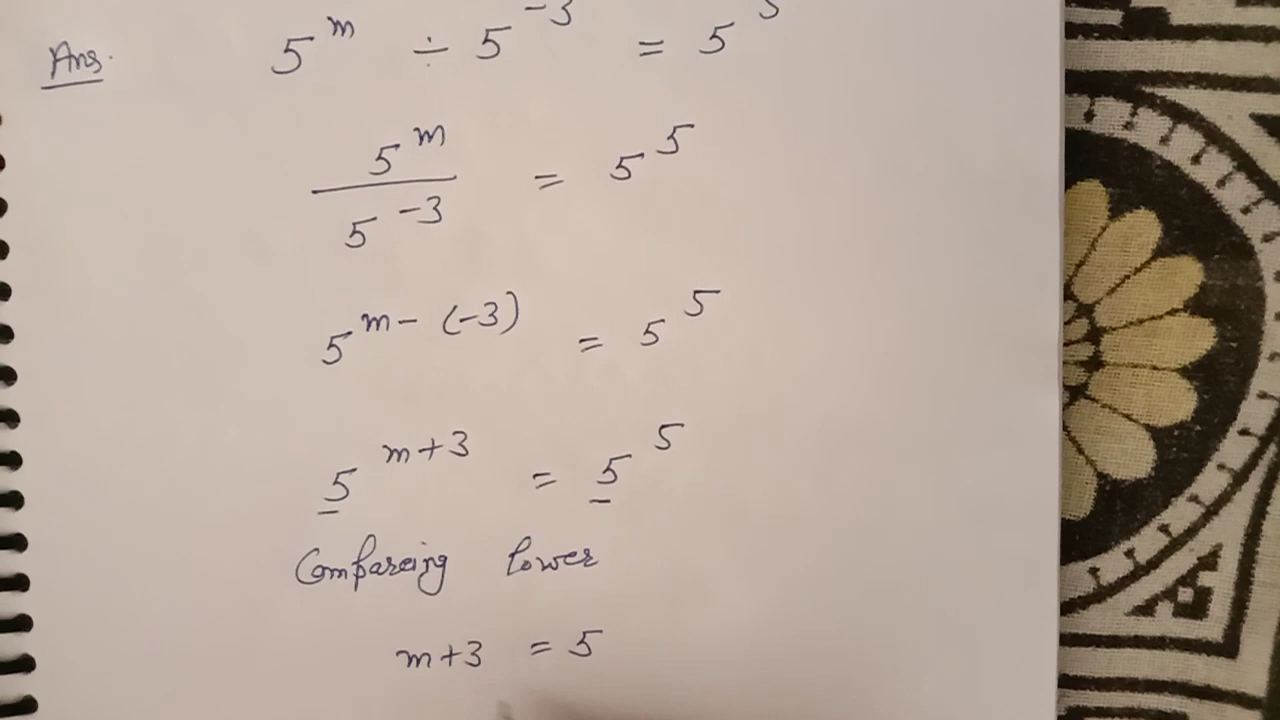 Ans. 5^m ÷ 5^-3 = 5^5
5^m / 5^-3 = 5^5
5^m-(-3) = 5^5
5^m+3 = 5^5
Compareing Power
m+3 = 5